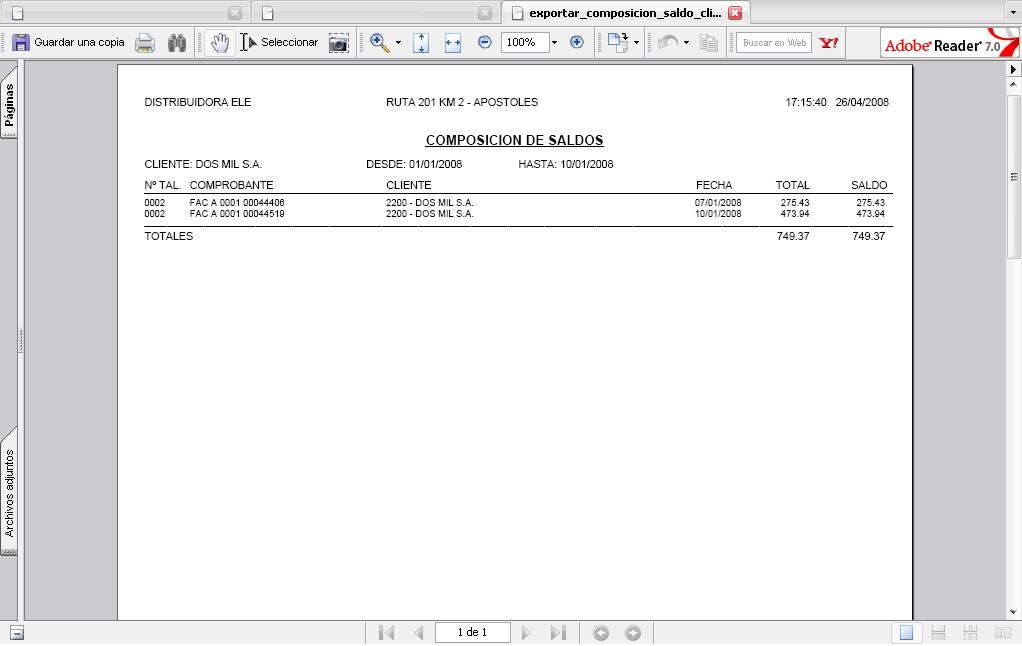 exportar_composicion_saldo_cli...
Guardar una copia
Seleccionar
100%
Buscar en Web
Y!
Adobe Reader 7.0
Páginas
DISTRIBUIDORA ELE RUTA 201 KM 2 - APOSTOLES 17:15:40 26/04/2008
COMPOSICION DE SALDOS
CLIENTE: DOS MIL S.A. DESDE: 01/01/2008 HASTA: 10/01/2008
Nº TAL. COMPROBANTE CLIENTE FECHA TOTAL SALDO
0002 FAC A 0001 00044406 2200 - DOS MIL S.A. 07/01/2008 275.43 275.43
0002 FAC A 0001 00044519 2200 - DOS MIL S.A. 10/01/2008 473.94 473.94
TOTALES 749.37 749.37
Archivos adjuntos
1 de 1